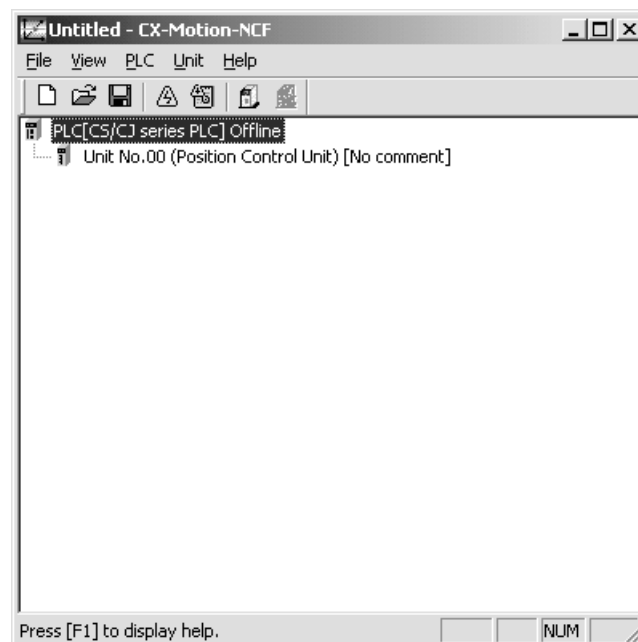 Untitled - CX-Motion-NCF
File View PLC Unit Help
PLC[CS/CJ series PLC] Offline
Unit No.00 (Position Control Unit) [No comment]
Press [F1] to display help.
NUM